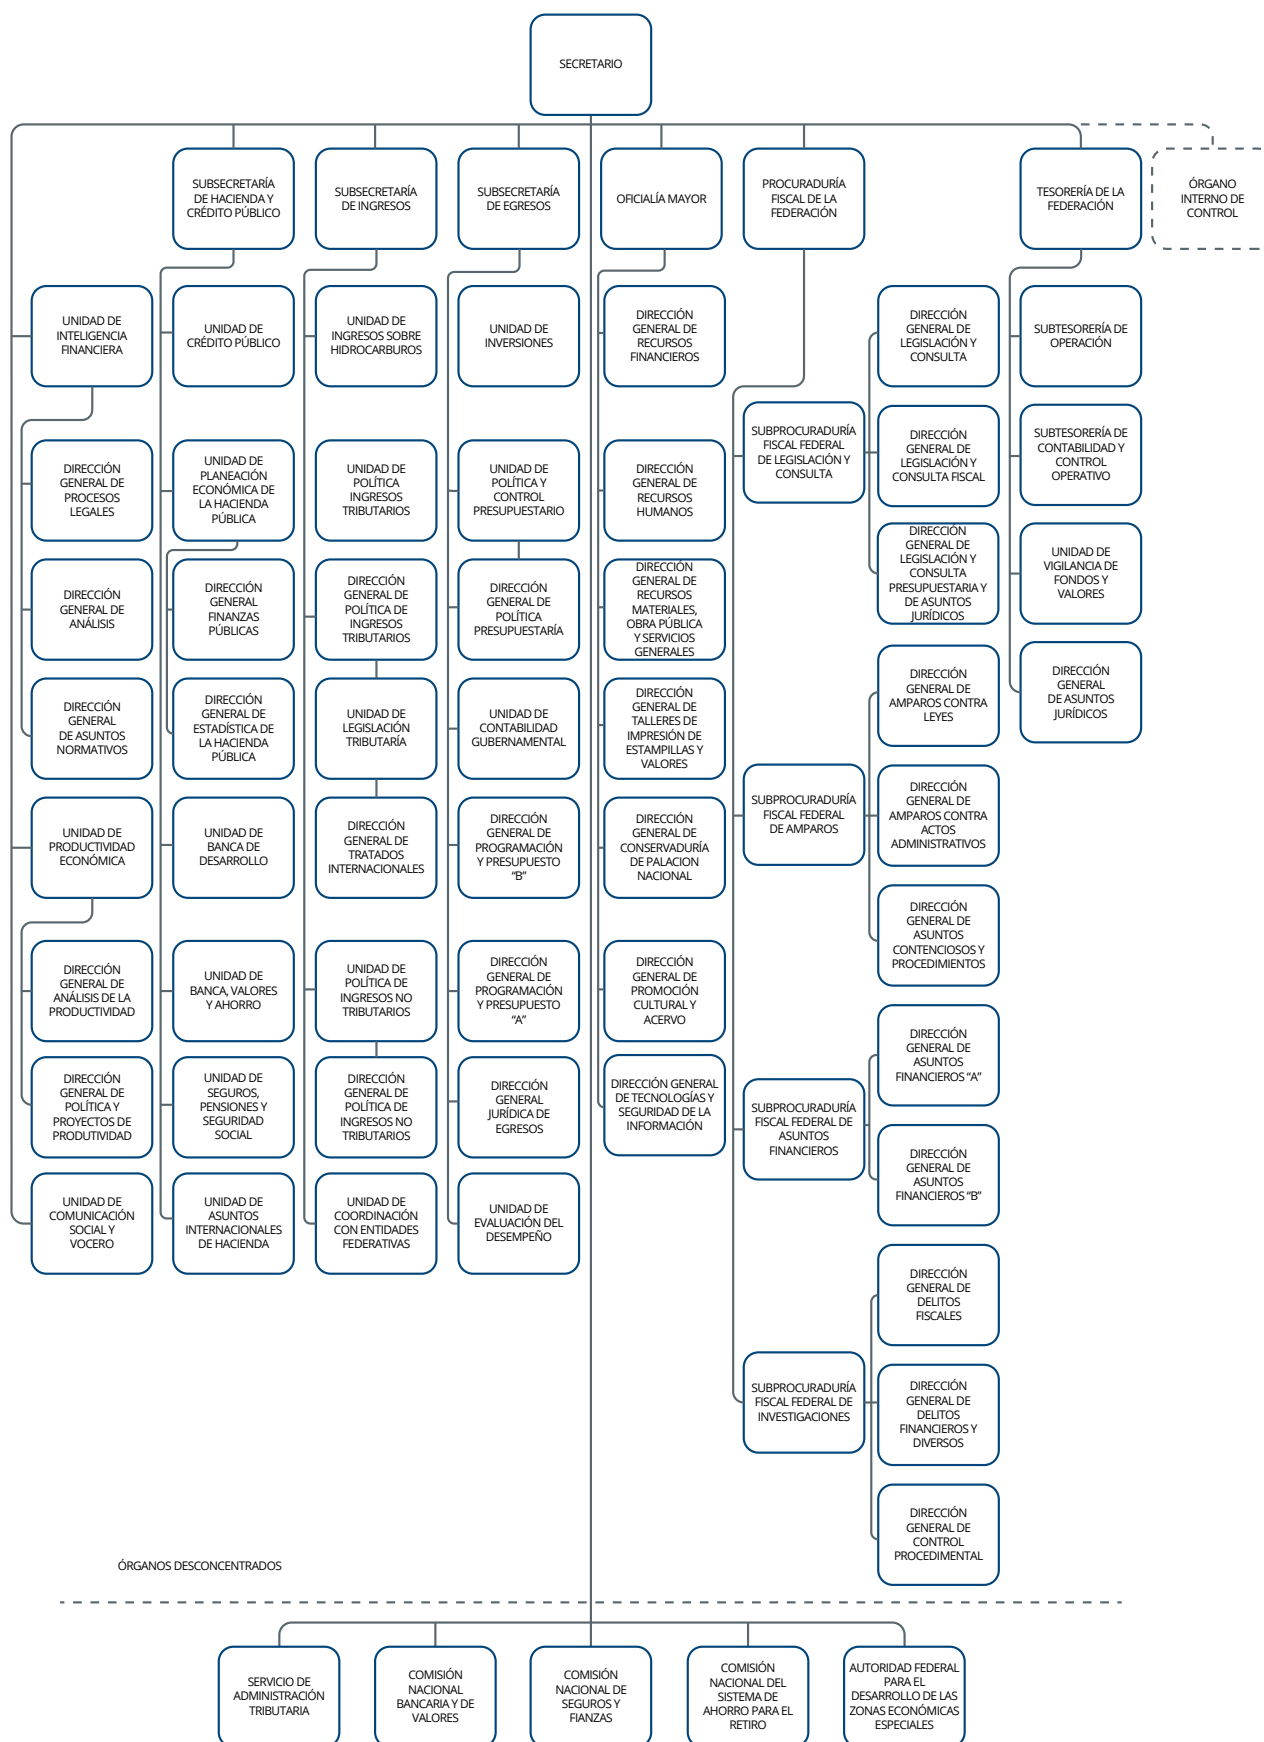 SECRETARIO
SUBSECRETARÍA
DE HACIENDA Y
CRÉDITO PÚBLICO
SUBSECRETARÍA
DE INGRESOS
SUBSECRETARÍA
DE EGRESOS
OFICIALÍA MAYOR
PROCURADURÍA
FISCAL DE LA
FEDERACIÓN
TESORERÍA DE LA
FEDERACIÓN
ÓRGANO
INTERNO DE
CONTROL
UNIDAD DE
INTELIGENCIA
FINANCIERA
DIRECCIÓN
GENERAL DE
PROCESOS
LEGALES
DIRECCIÓN
GENERAL DE
ANÁLISIS
DIRECCIÓN
GENERAL
DE ASUNTOS
NORMATIVOS
UNIDAD DE
PRODUCTIVIDAD
ECONÓMICA
DIRECCIÓN
GENERAL DE
ANÁLISIS DE LA
PRODUCTIVIDAD
DIRECCIÓN
GENERAL DE
POLÍTICA Y
PROYECTOS DE
PRODUTIVIDAD
UNIDAD DE
COMUNICACIÓN
SOCIAL Y
VOCERO
UNIDAD DE
CRÉDITO PÚBLICO
UNIDAD DE
PLANEACIÓN
ECONÓMICA DE
LA HACIENDA
PÚBLICA
DIRECCIÓN
GENERAL
FINANZAS
PÚBLICAS
DIRECCIÓN
GENERAL DE
ESTADÍSTICA DE
LA HACIENDA
PÚBLICA
UNIDAD DE
BANCA DE
DESARROLLO
UNIDAD DE
BANCA, VALORES
Y AHORRO
UNIDAD DE
SEGUROS,
PENSIONES Y
SEGURIDAD
SOCIAL
UNIDAD DE
ASUNTOS
INTERNACIONALES
DE HACIENDA
UNIDAD DE
INGRESOS SOBRE
HIDROCARBUROS
UNIDAD DE
POLÍTICA
INGRESOS
TRIBUTARIOS
DIRECCIÓN
GENERAL DE
POLÍTICA DE
INGRESOS
TRIBUTARIOS
UNIDAD DE
LEGISLACIÓN
TRIBUTARÍA
DIRECCIÓN
GENERAL DE
TRATADOS
INTERNACIONALES
UNIDAD DE
POLÍTICA DE
INGRESOS NO
TRIBUTARIOS
DIRECCIÓN
GENERAL DE
POLÍTICA DE
INGRESOS NO
TRIBUTARIOS
UNIDAD DE
COORDINACIÓN
CON ENTIDADES
FEDERATIVAS
UNIDAD DE
INVERSIONES
UNIDAD DE
POLÍTICA Y
CONTROL
PRESUPUESTARIO
DIRECCIÓN
GENERAL DE
POLÍTICA
PRESUPUESTARÍA
UNIDAD DE
CONTABILIDAD
GUBERNAMENTAL
DIRECCIÓN
GENERAL DE
PROGRAMACIÓN
Y PRESUPUESTO
“B”
DIRECCIÓN
GENERAL DE
PROGRAMACIÓN
Y PRESUPUESTO
“A”
DIRECCIÓN
GENERAL
JURÍDICA DE
EGRESOS
UNIDAD DE
EVALUACIÓN DEL
DESEMPEÑO
DIRECCIÓN
GENERAL DE
RECURSOS
FINANCIEROS
DIRECCIÓN
GENERAL DE
RECURSOS
HUMANOS
DIRECCIÓN
GENERAL DE
RECURSOS
MATERIALES,
OBRA PÚBLICA
Y SERVICIOS
GENERALES
DIRECCIÓN
GENERAL DE
TALLERES DE
IMPRESIÓN DE
ESTAMPILLAS Y
VALORES
DIRECCIÓN
GENERAL DE
CONSERVADURÍA
DE PALACION
NACIONAL
DIRECCIÓN
GENERAL DE
PROMOCIÓN
CULTURAL Y
ACERVO
DIRECCIÓN GENERAL
DE TECNOLOGÍAS Y
SEGURIDAD DE LA
INFORMACIÓN
SUBPROCURADURÍA
FISCAL FEDERAL
DE LEGISLACIÓN Y
CONSULTA
SUBPROCURADURÍA
FISCAL FEDERAL
DE AMPAROS
SUBPROCURADURÍA
FISCAL FEDERAL DE
ASUNTOS
FINANCIEROS
SUBPROCURADURÍA
FISCAL FEDERAL DE
INVESTIGACIONES
DIRECCIÓN
GENERAL DE
LEGISLACIÓN Y
CONSULTA
DIRECCIÓN
GENERAL DE
LEGISLACIÓN Y
CONSULTA FISCAL
DIRECCIÓN
GENERAL DE
LEGISLACIÓN Y
CONSULTA
PRESUPUESTARIA Y
DE ASUNTOS
JURÍDICOS
DIRECCIÓN
GENERAL DE
AMPAROS CONTRA
LEYES
DIRECCIÓN
GENERAL DE
AMPAROS CONTRA
ACTOS
ADMINISTRATIVOS
DIRECCIÓN
GENERAL DE
ASUNTOS
CONTENCIOSOS Y
PROCEDIMIENTOS
DIRECCIÓN
GENERAL DE
ASUNTOS
FINANCIEROS “A”
DIRECCIÓN
GENERAL DE
ASUNTOS
FINANCIEROS “B”
DIRECCIÓN
GENERAL DE
DELITOS
FISCALES
DIRECCIÓN
GENERAL DE
DELITOS
FINANCIEROS Y
DIVERSOS
DIRECCIÓN
GENERAL DE
CONTROL
PROCEDIMENTAL
SUBTESORERÍA DE
OPERACIÓN
SUBTESORERÍA DE
CONTABILIDAD Y
CONTROL
OPERATIVO
UNIDAD DE
VIGILANCIA DE
FONDOS Y
VALORES
DIRECCIÓN
GENERAL
DE ASUNTOS
JURÍDICOS
ÓRGANOS DESCONCENTRADOS
SERVICIO DE
ADMINISTRACIÓN
TRIBUTARIA
COMISIÓN
NACIONAL
BANCARIA Y DE
VALORES
COMISIÓN
NACIONAL DE
SEGUROS Y
FIANZAS
COMISIÓN
NACIONAL DEL
SISTEMA DE
AHORRO PARA EL
RETIRO
AUTORIDAD FEDERAL
PARA EL
DESARROLLO DE LAS
ZONAS ECONÓMICAS
ESPECIALES